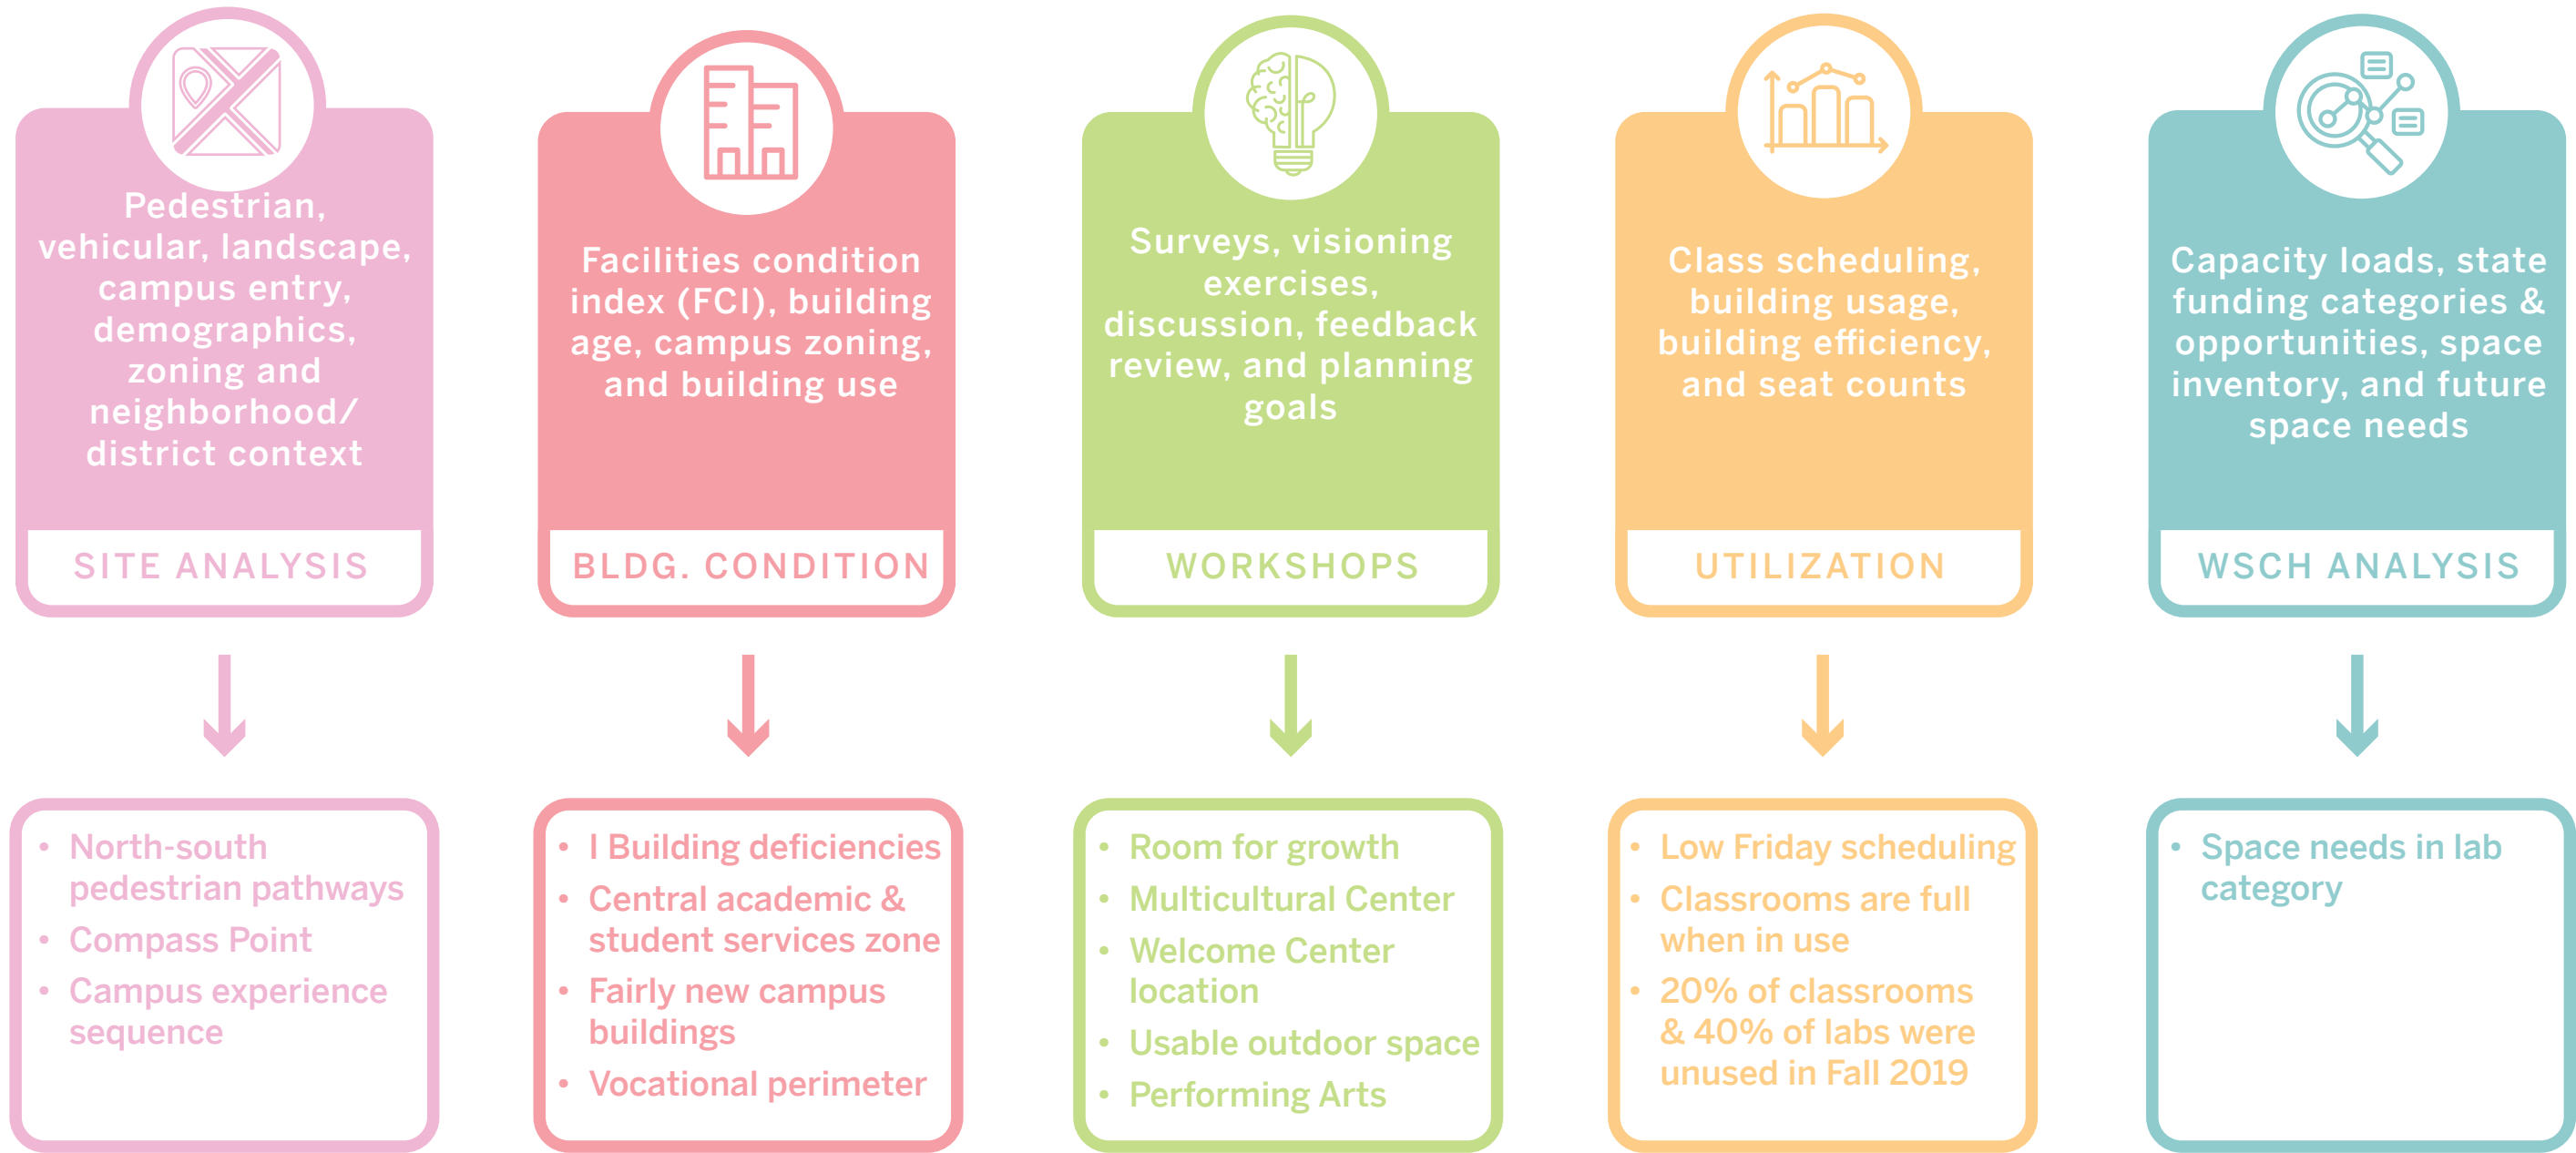 Pedestrian,
vehicular, landscape,
campus entry,
demographics,
zoning and
neighborhood/
district context
SITE ANALYSIS
• North-south
pedestrian pathways
• Compass Point
• Campus experience
sequence
Facilities condition
index (FCI), building
age, campus zoning,
and building use
BLDG. CONDITION
• I Building deficiencies
• Central academic &
student services zone
• Fairly new campus
buildings
• Vocational perimeter
Surveys, visioning
exercises,
discussion, feedback
review, and planning
goals
WORKSHOPS
• Room for growth
• Multicultural Center
• Welcome Center
location
• Usable outdoor space
• Performing Arts
Class scheduling,
building usage,
building efficiency,
and seat counts
UTILIZATION
• Low Friday scheduling
• Classrooms are full
when in use
• 20% of classrooms
& 40% of labs were
unused in Fall 2019
Capacity loads, state
funding categories &
opportunities, space
inventory, and future
space needs
WSCH ANALYSIS
• Space needs in lab
category